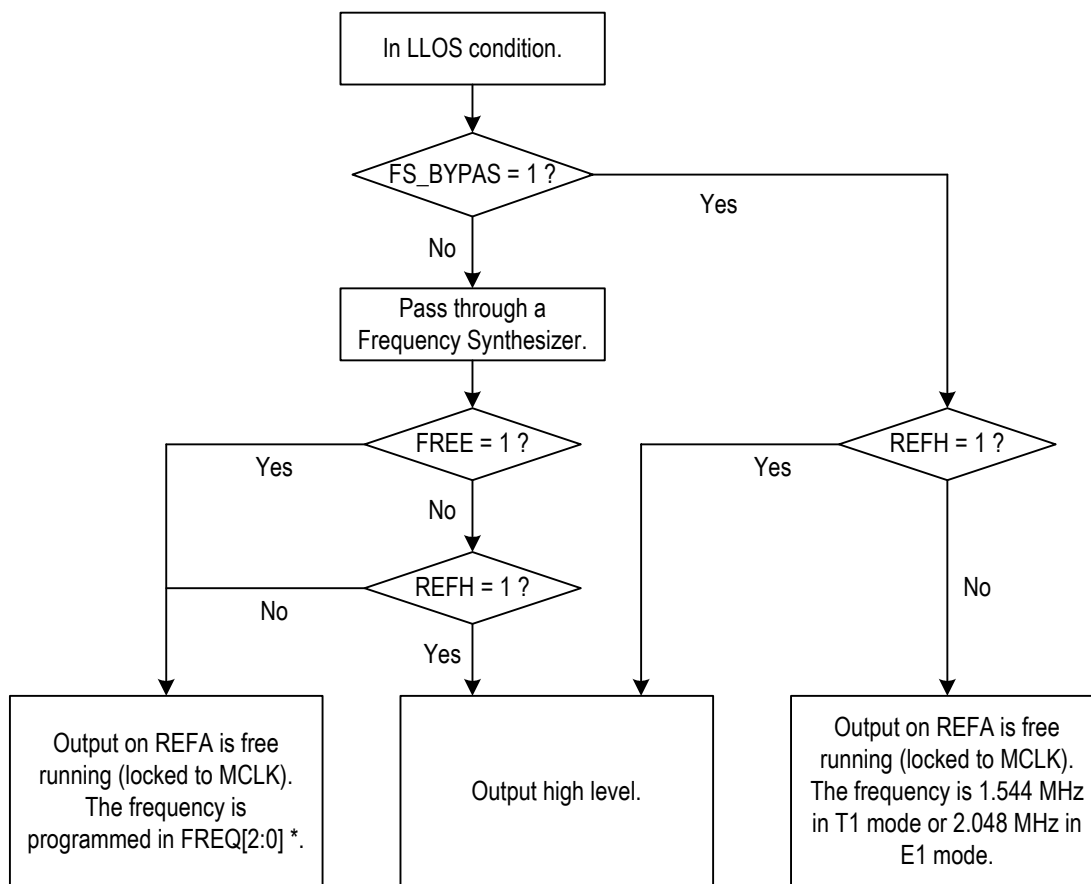 In LLOS condition.
FS_BYPAS = 1 ?
Yes
No
Pass through a
Frequency Synthesizer.
FREE = 1 ?
Yes
No
REFH = 1 ?
Yes
No
REFH = 1 ?
No
Yes
Output on REFA is free
running (locked to MCLK).
The frequency is
programmed in FREQ[2:0] *.
Output high level.
Output on REFA is free
running (locked to MCLK).
The frequency is 1.544 MHz
in T1 mode or 2.048 MHz in
E1 mode.